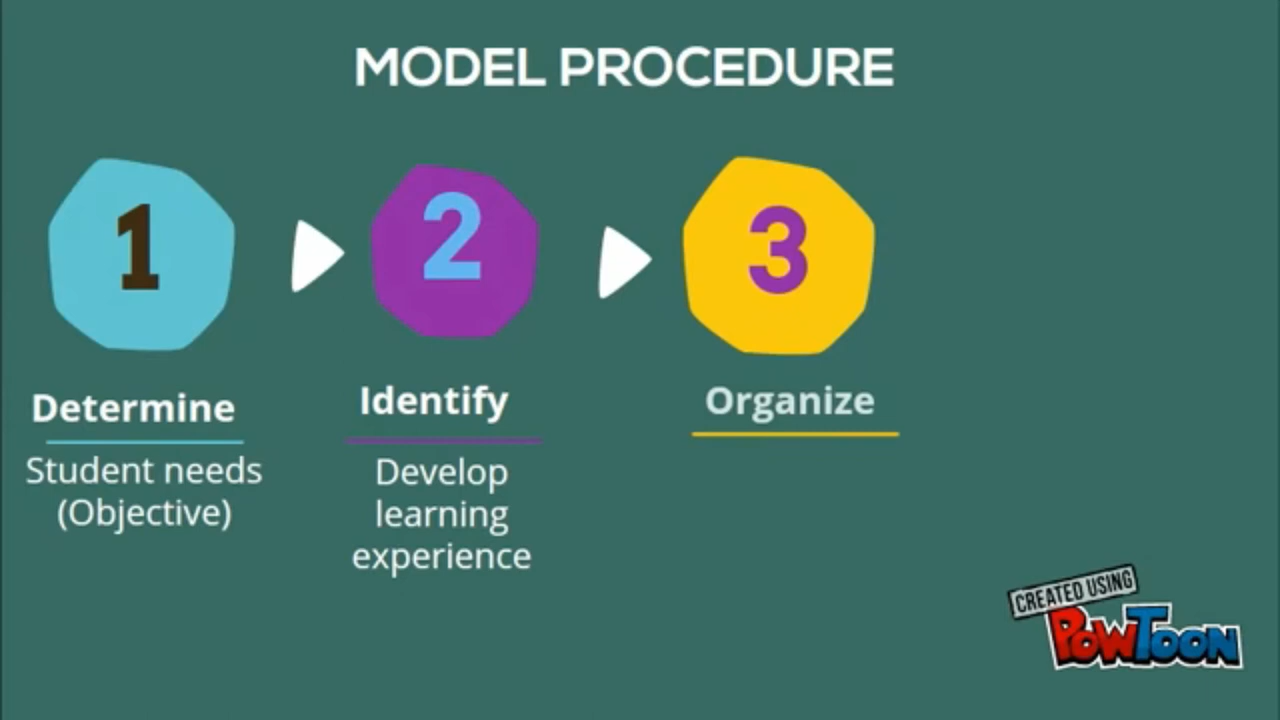 MODEL PROCEDURE
1
2
3
Determine
Student needs
(Objective)
Identify
Develop
learning
experience
Organize
CREATED USING
POWTOON